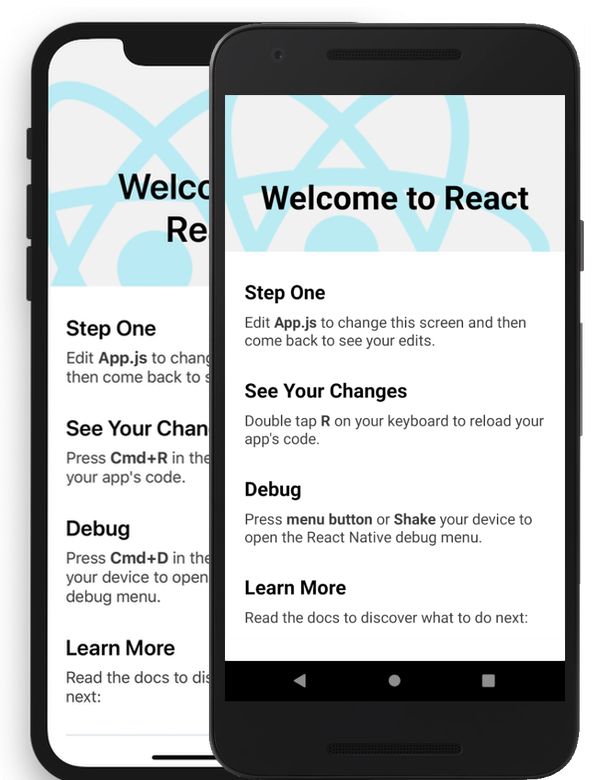 Welco
Re
Step One
Edit App.js to chang
then come back to s
See Your Chan
Press Cmd+R in the
your app's code.
Debug
Press Cmd+D in the
your device to open
debug menu.
Learn More
Read the docs to dis
next:
Welcome to React
Step One
Edit App.js to change this screen and then
come back to see your edits.
See Your Changes
Double tap R on your keyboard to reload your
app's code.
Debug
Press menu button or Shake your device to
open the React Native debug menu.
Learn More
Read the docs to discover what to do next: